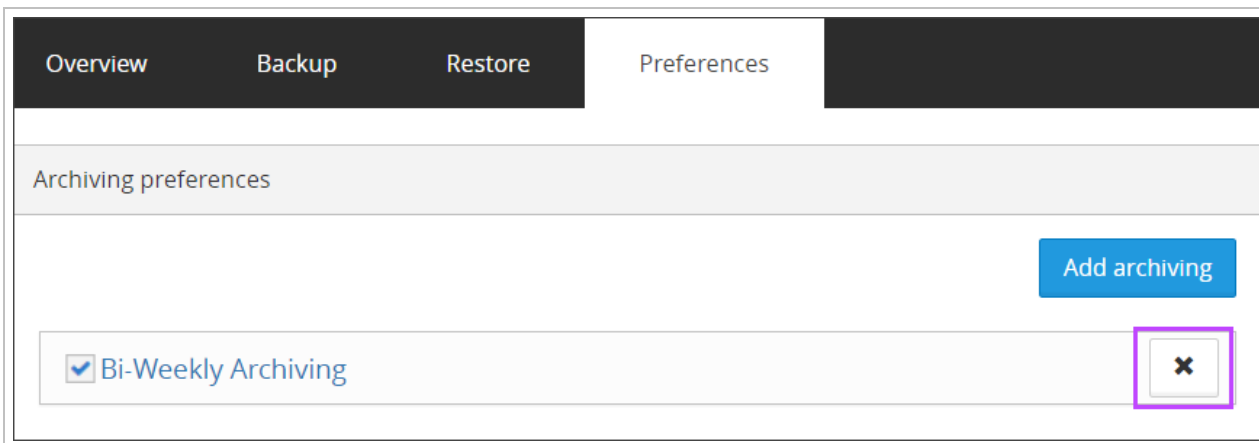 Overview Backup Restore Preferences
Archiving preferences
Add archiving
Bi-Weekly Archiving